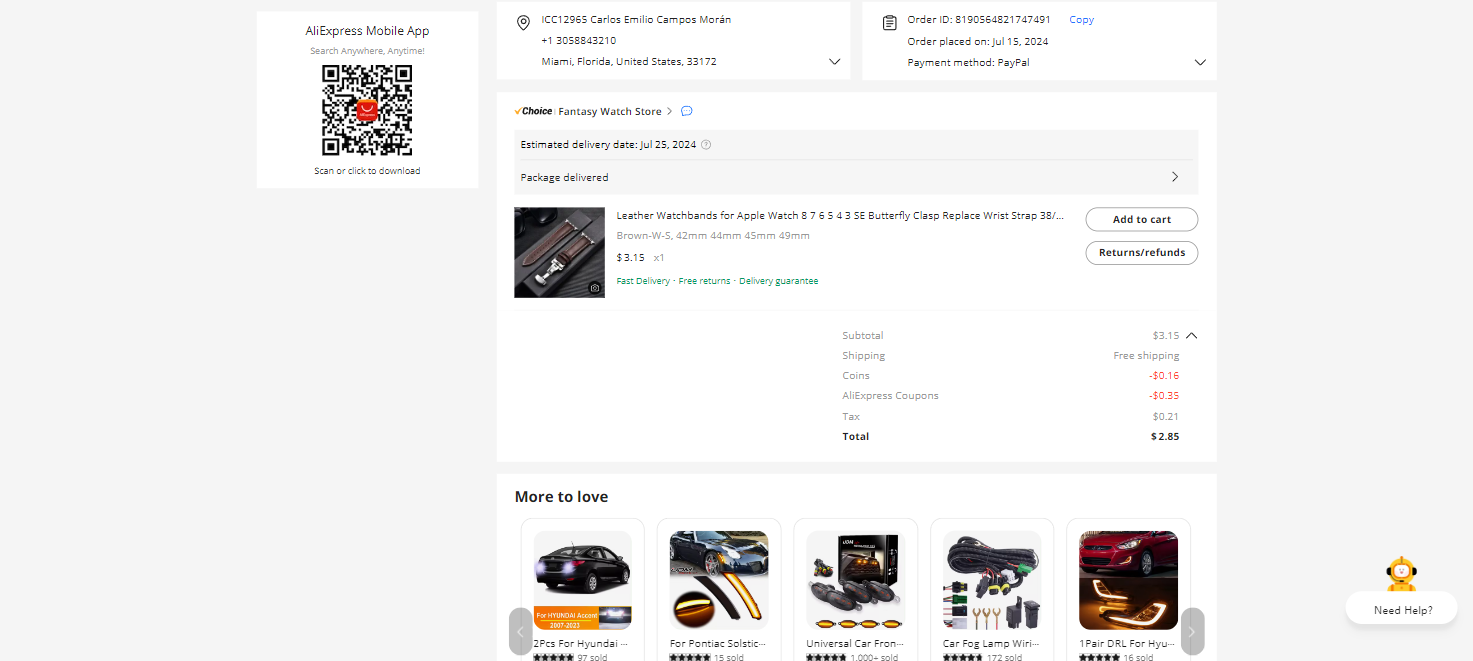 AliExpress Mobile App
Search Anywhere, Anytime!
AliExpress
Scan or click to download
ICC12965 Carlos Emilio Campos Morán
+1 3058843210
Miami, Florida, United States, 33172
Order ID: 8190564821747491 Copy
Order placed on: Jul 15, 2024
Payment method: PayPal
Choice Fantasy Watch Store
Estimated delivery date: Jul 25, 2024
Package delivered
Leather Watchbands for Apple Watch 8 7 6 5 4 3 SE Butterfly Clasp Replace Wrist Strap 38/...
Brown-W-S, 42mm 44mm 45mm 49mm
$3.15 x1
Fast Delivery · Free returns · Delivery guarantee
Add to cart
Returns/refunds
Subtotal $3.15
Shipping Free shipping
Coins -$0.16
AliExpress Coupons -$0.35
Tax $0.21
Total $2.85
More to love
For HYUNDAI Accent
2007-2023
2Pcs For Hyundai ···
97 sold
For Pontiac Solstic···
15 sold
Universal Car Fron···
1,000+ sold
Car Fog Lamp Wiri···
172 sold
1Pair DRL For Hyu···
16 sold
Need Help?